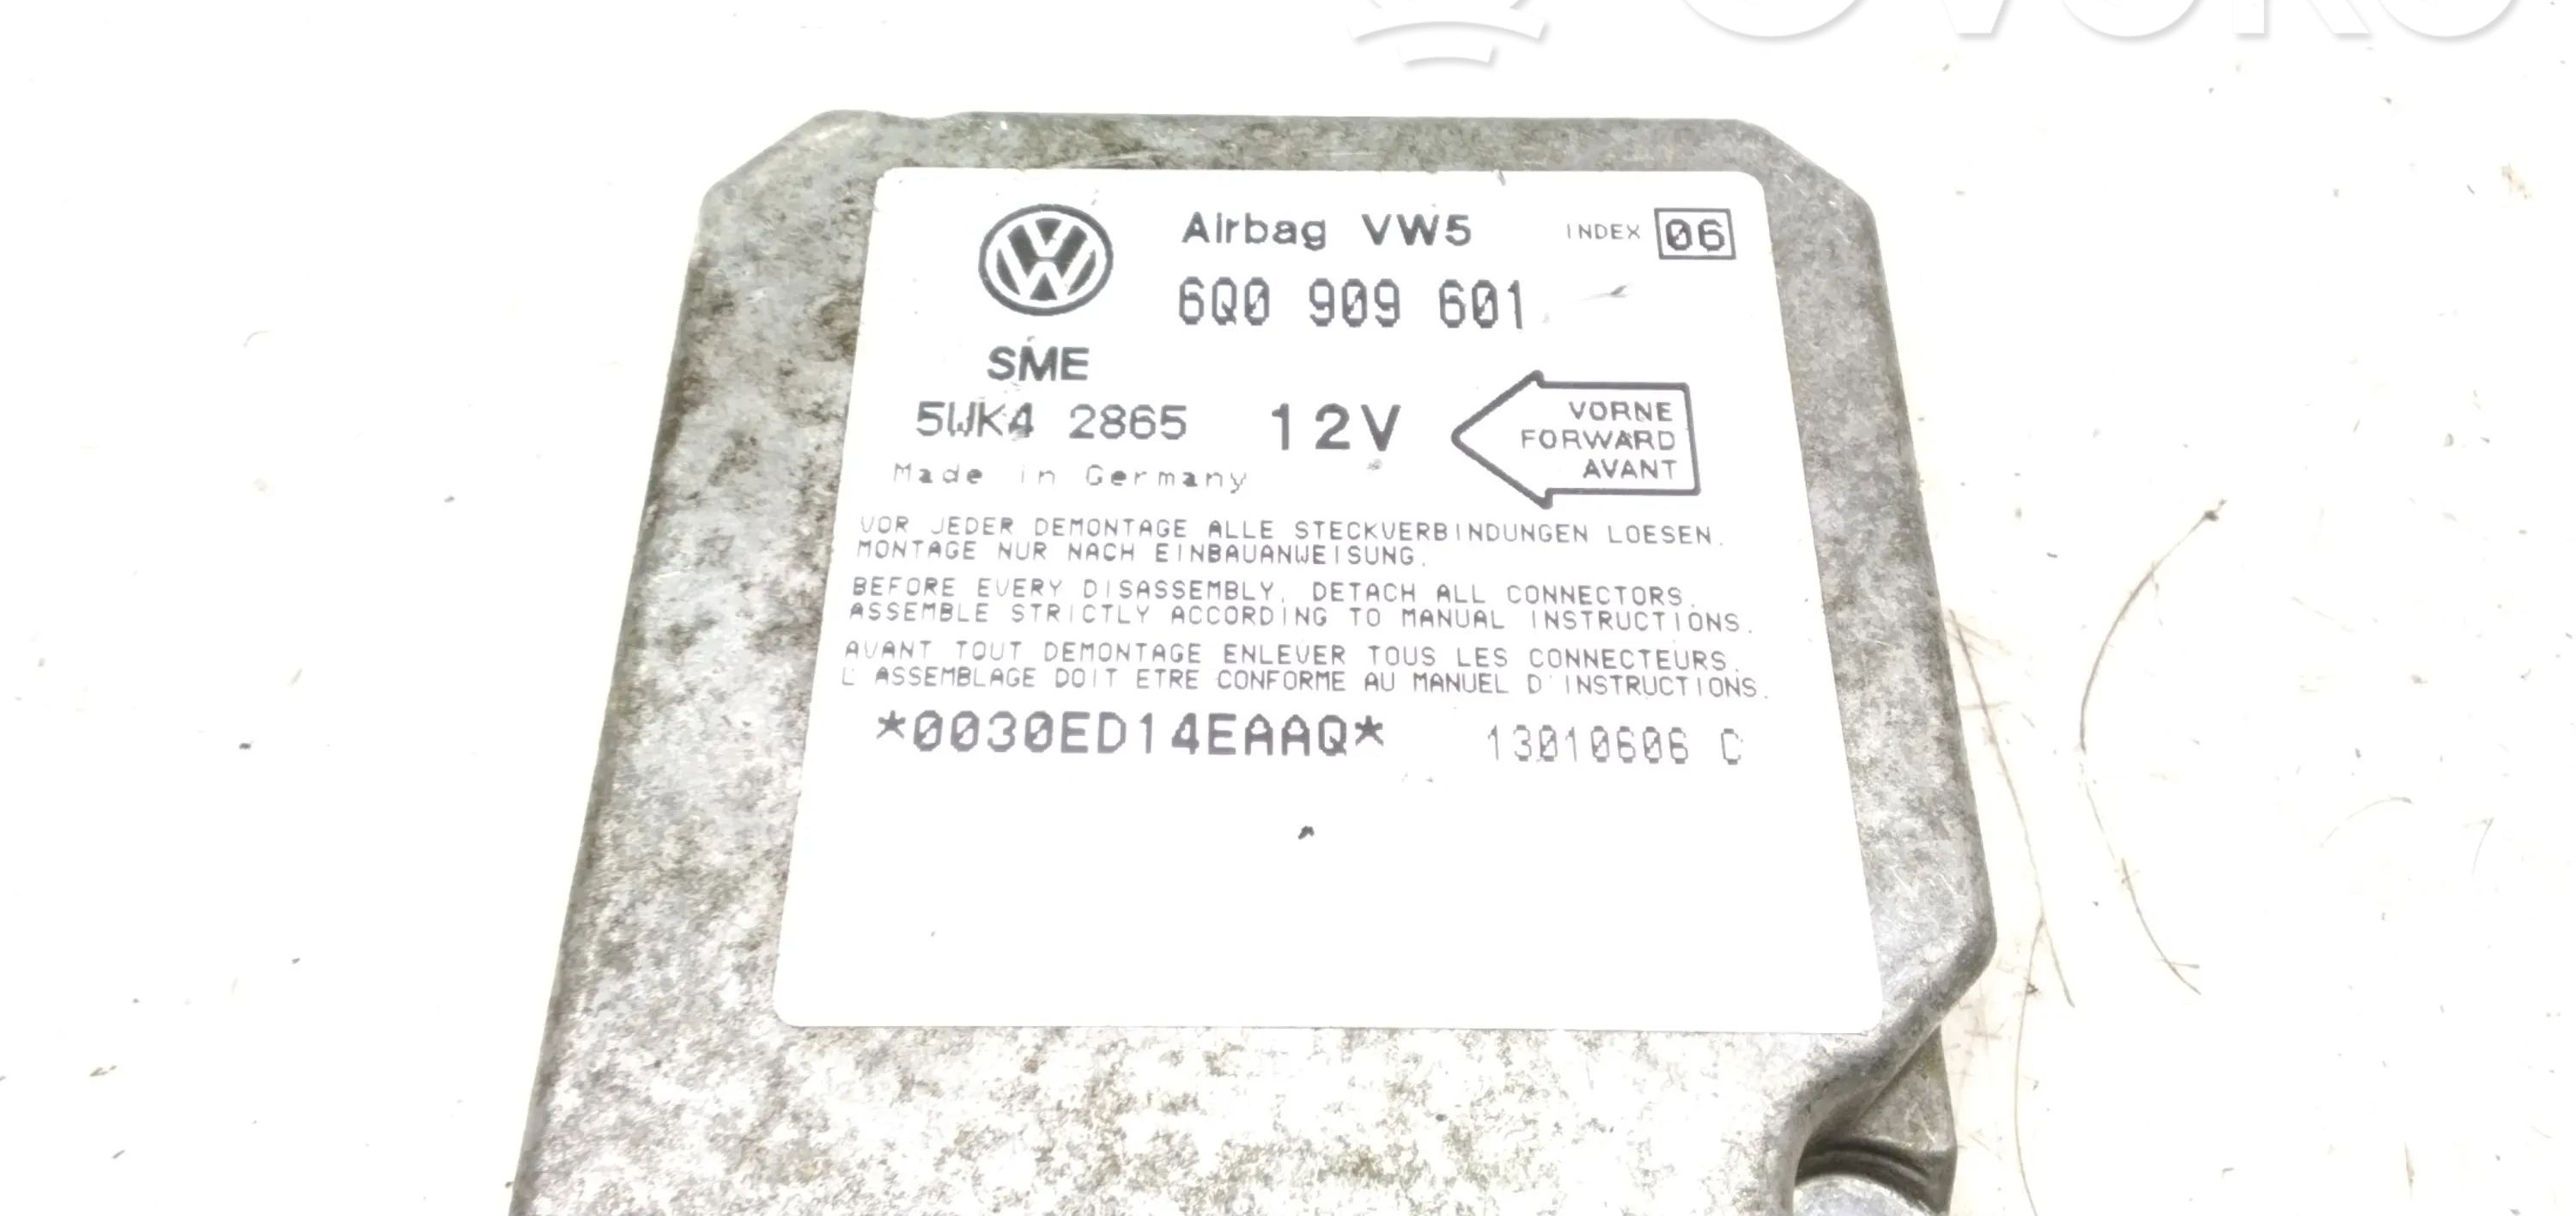 Airbag VW5 INDEX 06
6Q0 909 601
SME
5WK4 2865 12V
VORNE
FORWARD
AVANT
Made in Germany
VOR JEDER DEMONTAGE ALLE STECKVERBINDUNGEN LOESEN.
MONTAGE NUR NACH EINBAUANWEISUNG.
BEFORE EVERY DISASSEMBLY, DETACH ALL CONNECTORS.
ASSEMBLE STRICTLY ACCORDING TO MANUAL INSTRUCTIONS.
AVANT TOUT DEMONTAGE ENLEVER TOUS LES CONNECTEURS.
L'ASSEMBLAGE DOIT ETRE CONFORME AU MANUEL D'INSTRUCTIONS.
*0030ED14EAAQ* 13010606 C